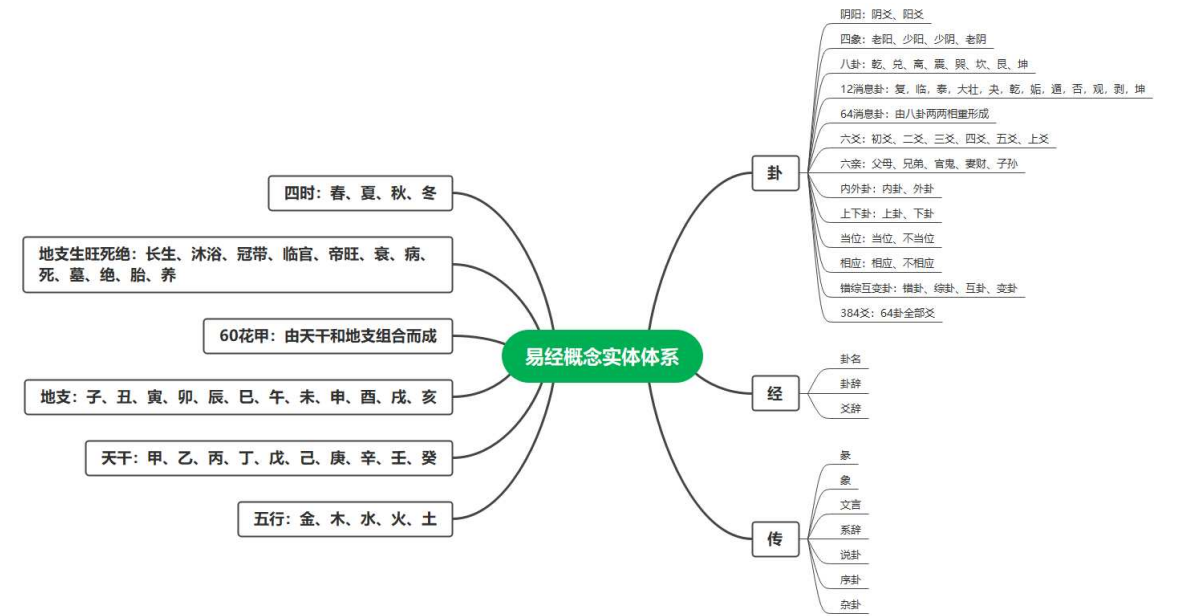 易经概念实体体系
四时：春、夏、秋、冬
地支生旺死绝：长生、沐浴、冠带、临官、帝旺、衰、病、
死、墓、绝、胎、养
60花甲：由天干和地支组合而成
地支：子、丑、寅、卯、辰、巳、午、未、申、酉、戌、亥
天干：甲、乙、丙、丁、戊、己、庚、辛、壬、癸
五行：金、木、水、火、土
卦
阴阳：阴爻、阳爻
四象：老阳、少阳、少阴、老阴
八卦：乾、兑、离、震、巽、坎、艮、坤
12消息卦：复，临，泰，大壮，夬，乾，姤，遁，否，观，剥，坤
64消息卦：由八卦两两相重形成
六爻：初爻、二爻、三爻、四爻、五爻、上爻
六亲：父母、兄弟、官鬼、妻财、子孙
内外卦：内卦、外卦
上下卦：上卦、下卦
当位：当位、不当位
相应：相应、不相应
错综互变卦：错卦、综卦、互卦、变卦
384爻：64卦全部爻
经
卦名
卦辞
爻辞
传
彖
象
文言
系辞
说卦
序卦
杂卦